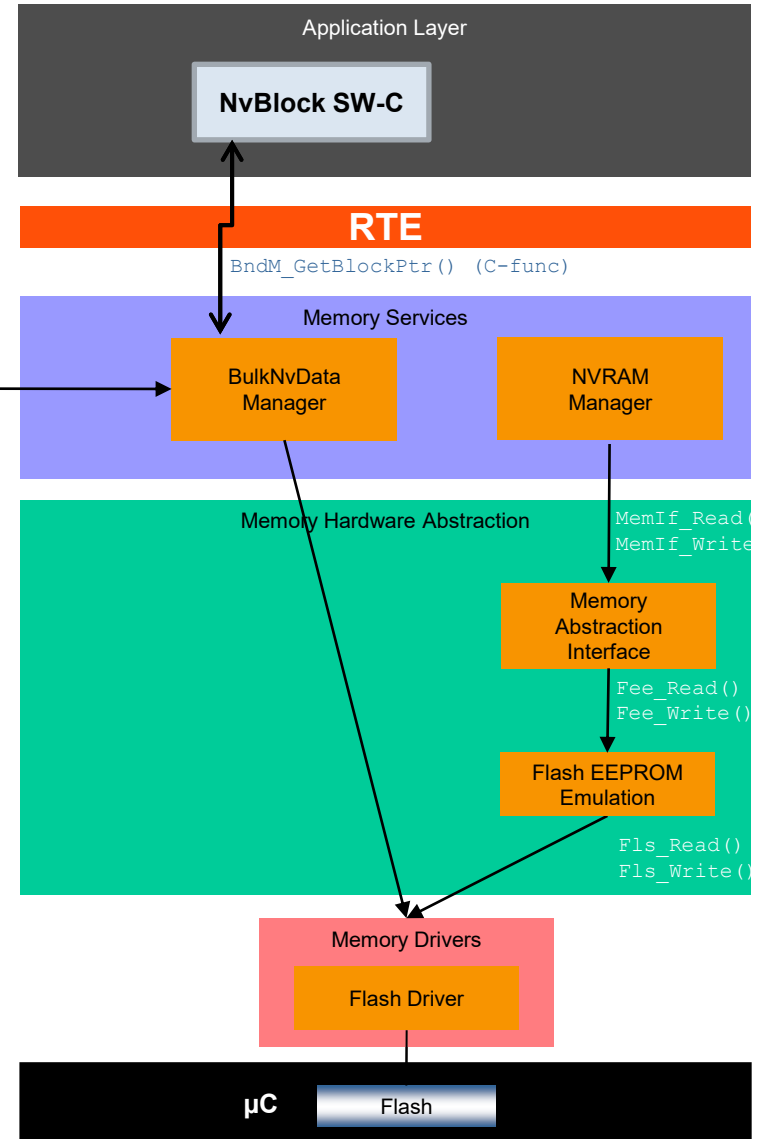 Application Layer
NvBlock SW-C
RTE
BndM_GetBlockPtr() (C-func)
Memory Services
BulkNvData
Manager
NVRAM
Manager
Memory Hardware Abstraction
MemIf_Read(
MemIf_Write
Memory
Abstraction
Interface
Fee_Read()
Fee_Write()
Flash EEPROM
Emulation
Fls_Read()
Fls_Write()
Memory Drivers
Flash Driver
µC
Flash